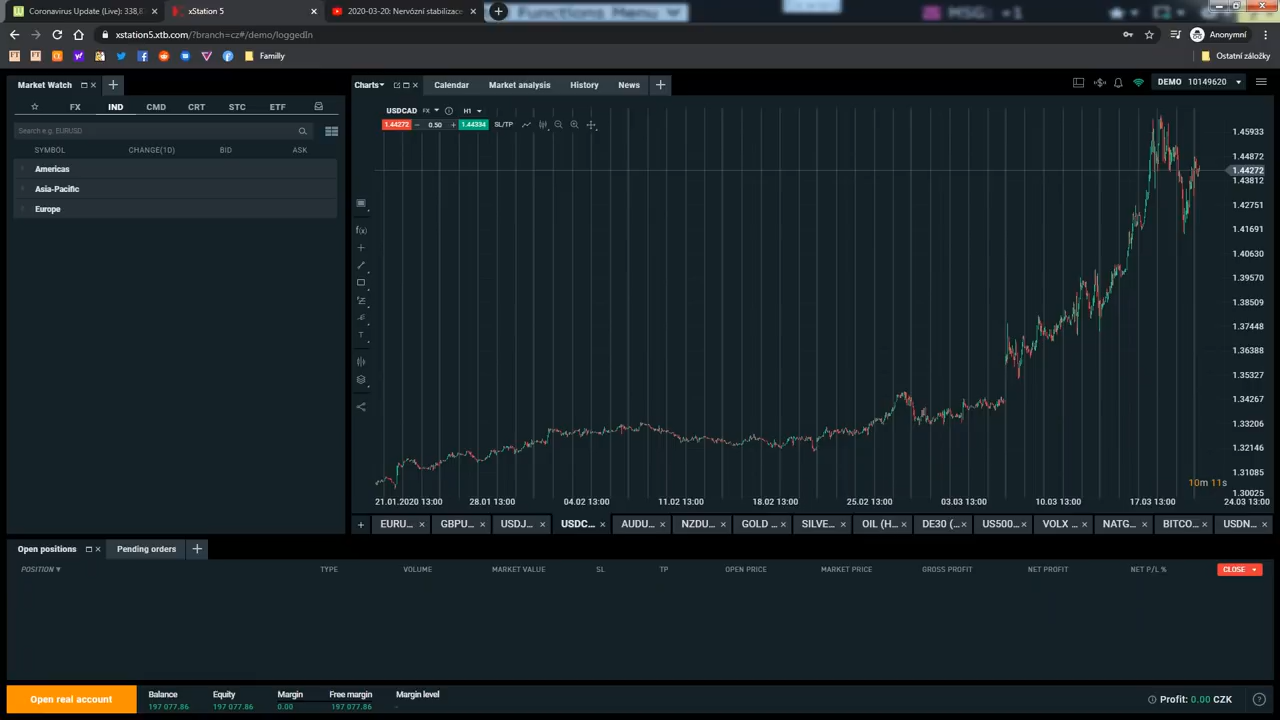 Functions Menu MSG: +1
Coronavirus Update (Live): 338, xStation 5 2020-03-20: Nervózní stabilizace
xstation5.xtb.com/?branch=cz#/demo/loggedIn Anonymní
Familly Ostatní záložky
Market Watch Charts Calendar Market analysis History News DEMO 10149620
FX IND CMD CRT STC ETF
USDCAD FX H1
1.44272 0.50 1.44334 SL/TP
Search e.g. EURUSD
SYMBOL CHANGE(1D) BID ASK
Americas
Asia-Pacific
Europe
1.45933
1.44872
1.44272
1.43812
1.42751
1.41691
1.40630
1.39570
1.38509
1.37448
1.36388
1.35327
1.34267
1.33206
1.32146
1.31085
1.30025
10m 11s
21.01.2020 13:00 28.01 13:00 04.02 13:00 11.02 13:00 18.02 13:00 25.02 13:00 03.03 13:00 10.03 13:00 17.03 13:00 24.03 13:00
EURU... GBPU... USDJ... USDC... AUDU... NZDU... GOLD ... SILVE... OIL (H... DE30 (... US500... VOLX ... NATG... BITCO... USDN...
Open positions Pending orders
POSITION TYPE VOLUME MARKET VALUE SL TP OPEN PRICE MARKET PRICE GROSS PROFIT NET PROFIT NET P/L % CLOSE
Open real account
Balance Equity Margin Free margin Margin level
197 077.86 197 077.86 0.00 197 077.86 -
Profit: 0.00 CZK